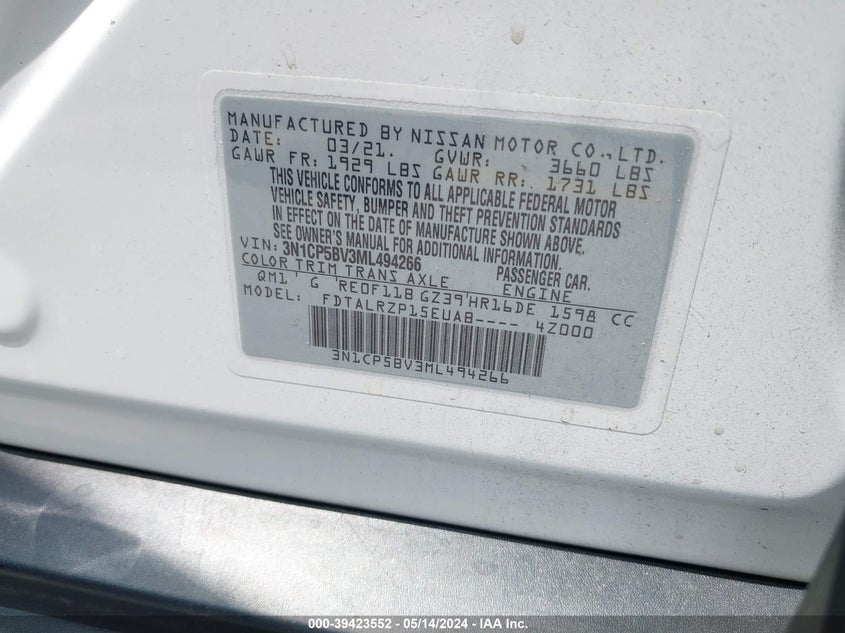 MANUFACTURED BY NISSAN MOTOR CO., LTD.
DATE: 03/21. GVWR: 3660 LBS
GAWR FR: 1929 LBS GAWR RR: 1731 LBS
THIS VEHICLE CONFORMS TO ALL APPLICABLE FEDERAL MOTOR
VEHICLE SAFETY, BUMPER AND THEFT PREVENTION STANDARDS
IN EFFECT ON THE DATE OF MANUFACTURE SHOWN ABOVE.
SEE OWNER'S MANUAL FOR ADDITIONAL INFORMATION.
VIN: 3N1CP5BV3ML494266 PASSENGER CAR.
COLOR TRIM TRANS AXLE ENGINE
QM1' G 'RE0F11B GZ39'HR16DE 1598 CC
MODEL: FDTALRZP15EUAB---- 4Z000
3N1CP5BV3ML494266
000-39423552 - 05/14/2024 - IAA Inc.